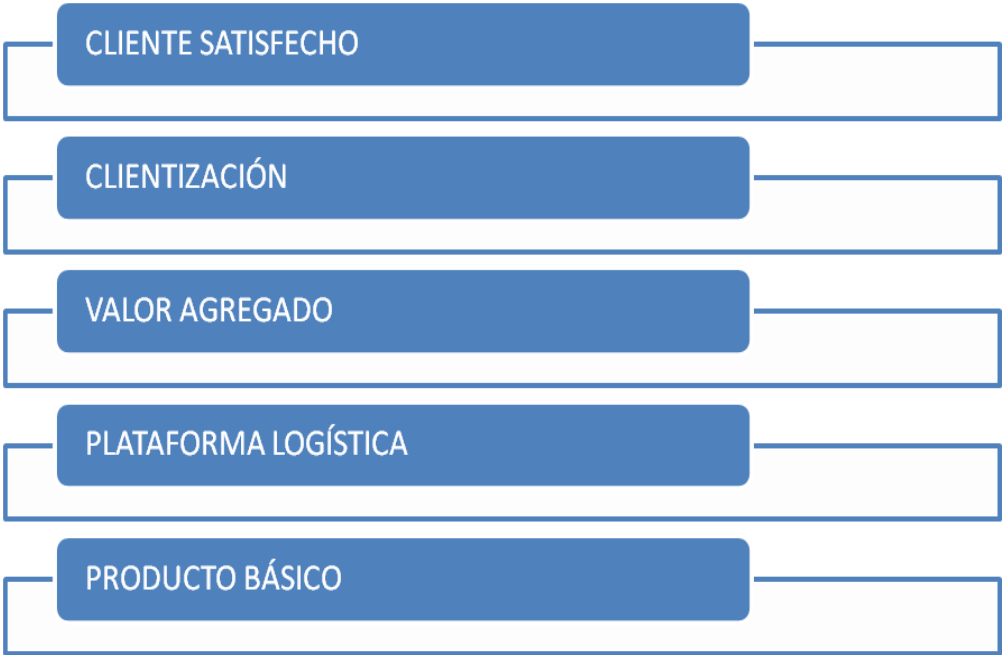 CLIENTE SATISFECHO
CLIENTIZACIÓN
VALOR AGREGADO
PLATAFORMA LOGÍSTICA
PRODUCTO BÁSICO